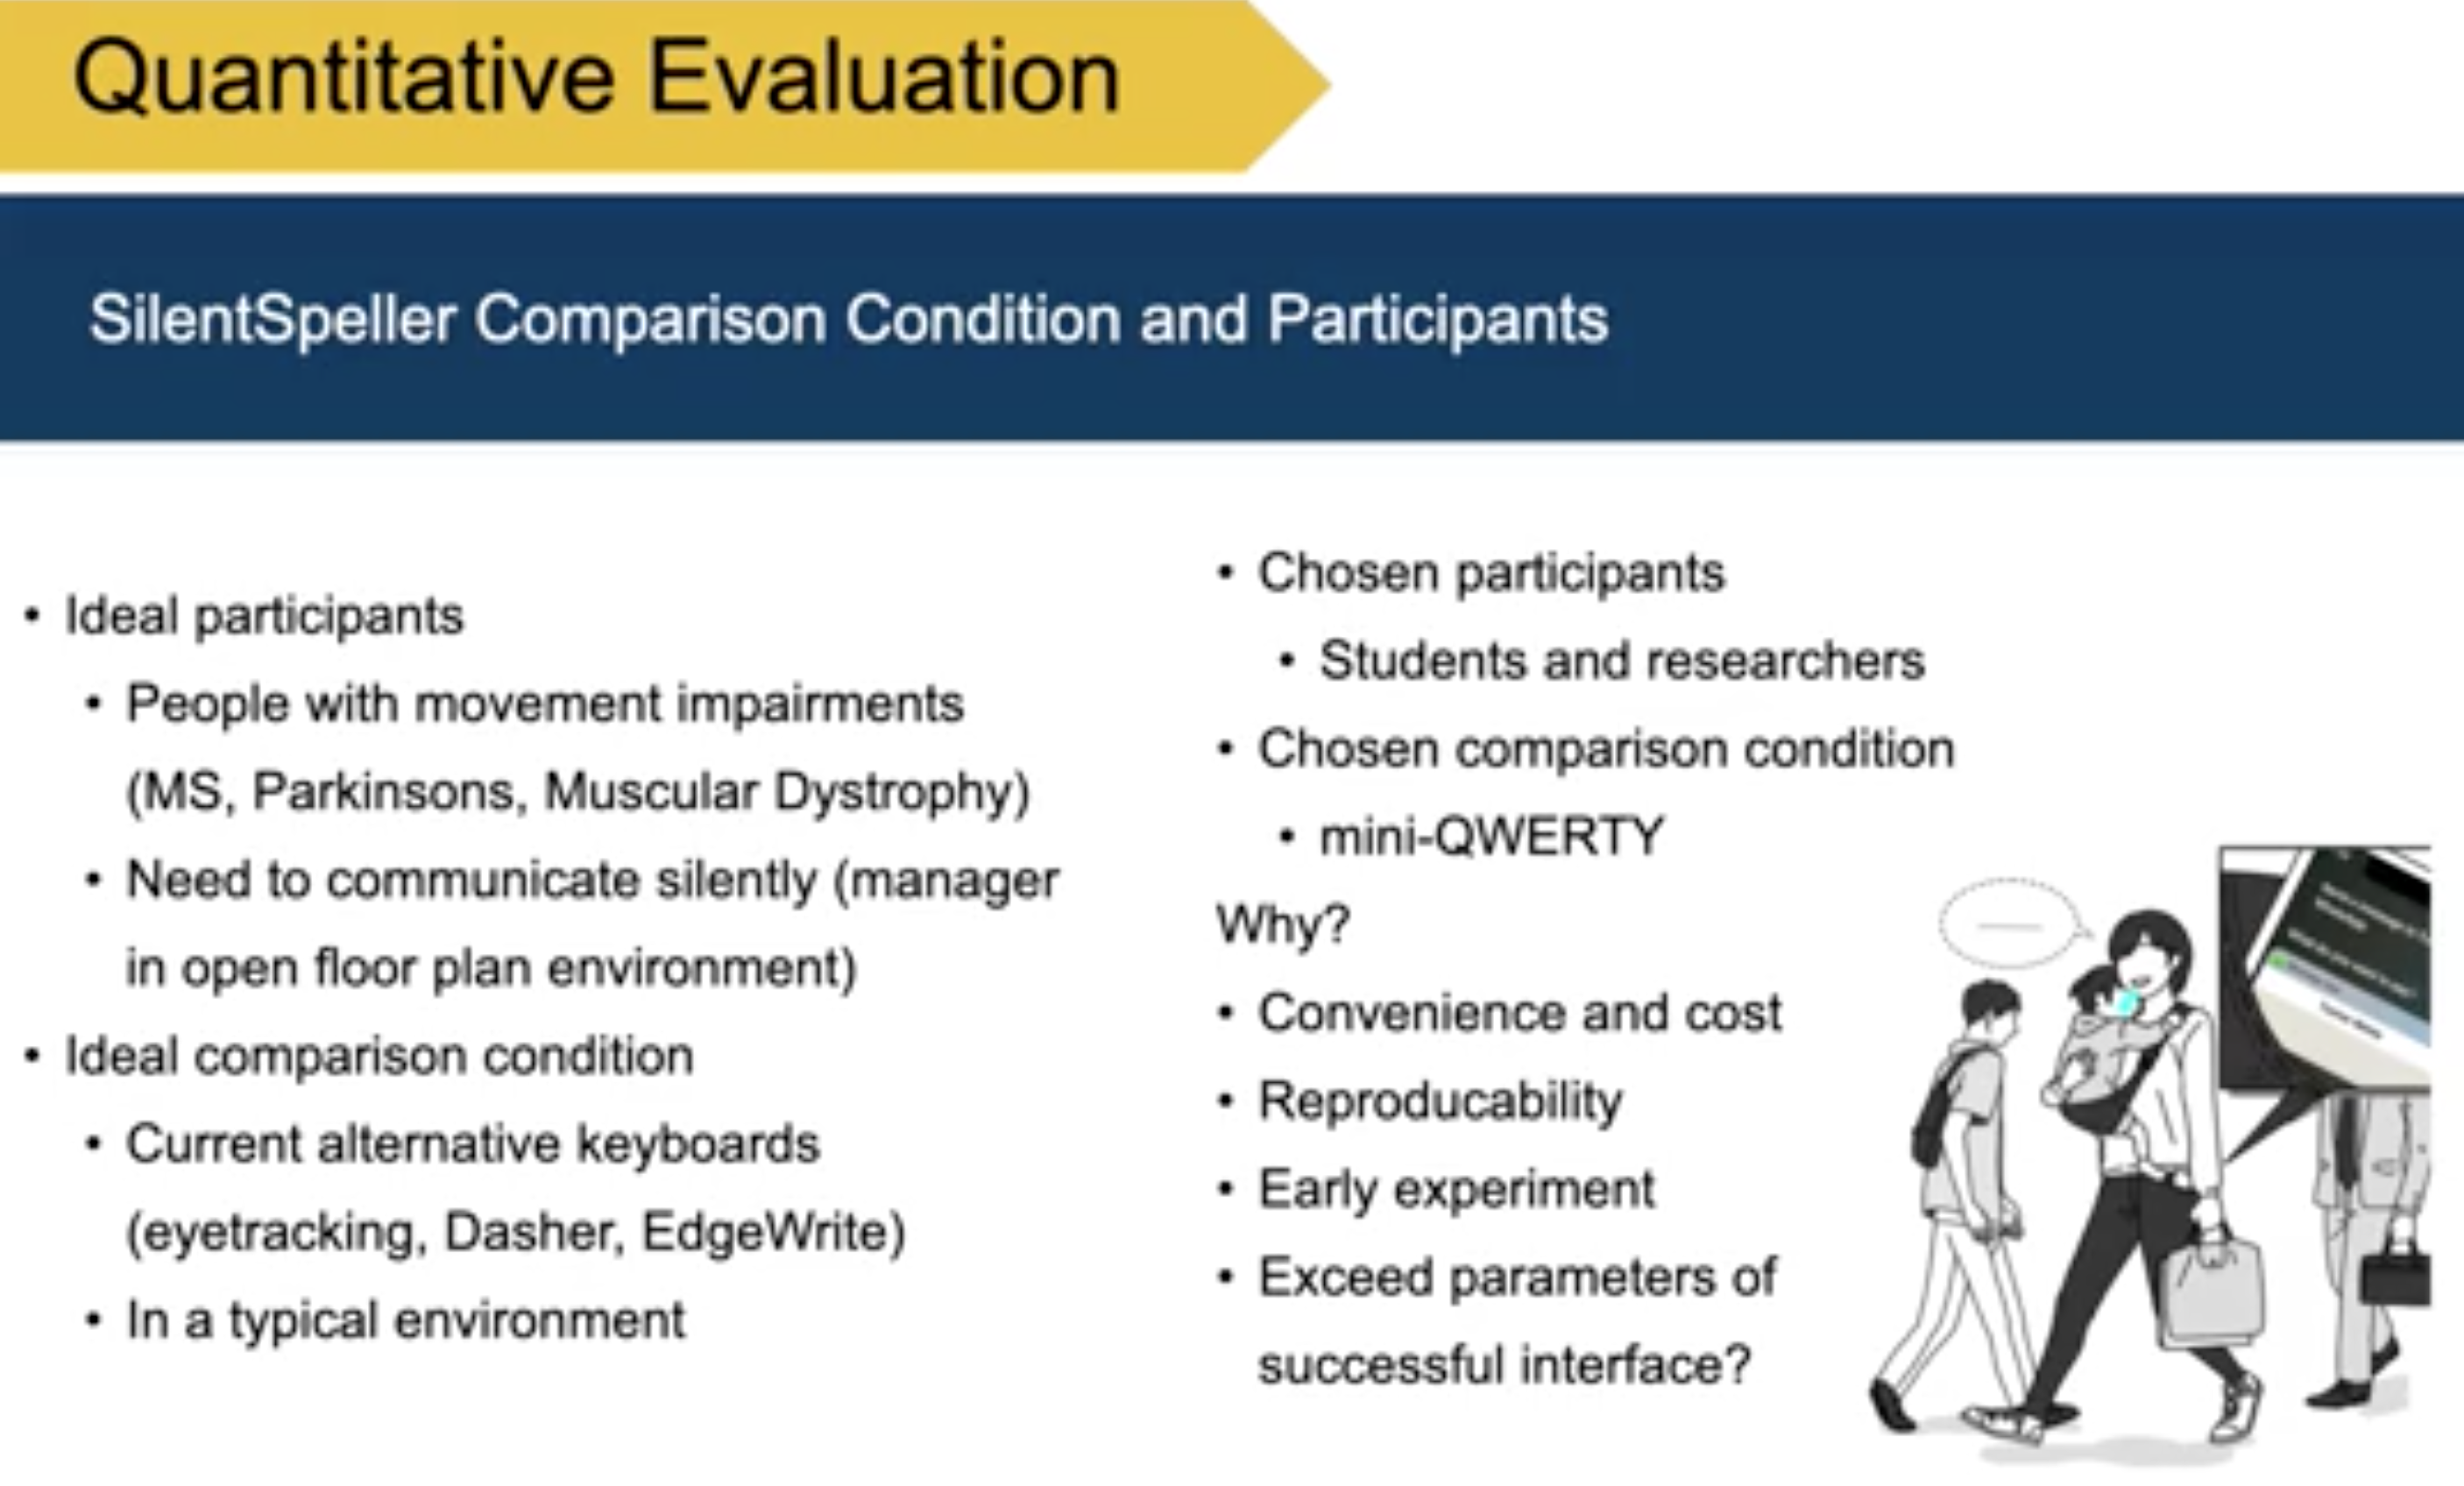 Quantitative Evaluation
SilentSpeller Comparison Condition and Participants
• Ideal participants
• People with movement impairments
(MS, Parkinsons, Muscular Dystrophy)
• Need to communicate silently (manager
in open floor plan environment)
• Ideal comparison condition
• Current alternative keyboards
(eyetracking, Dasher, EdgeWrite)
• In a typical environment
• Chosen participants
• Students and researchers
• Chosen comparison condition
• mini-QWERTY
Why?
• Convenience and cost
• Reproducability
• Early experiment
• Exceed parameters of
successful interface?